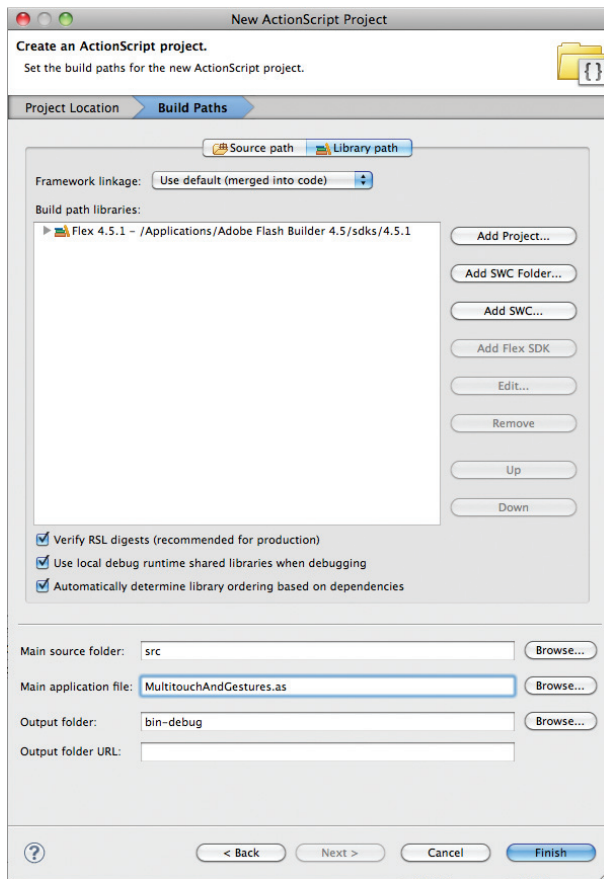 New ActionScript Project
Create an ActionScript project.
Set the build paths for the new ActionScript project.
{}
Project Location
Build Paths
Source path
Library path
Framework linkage: Use default (merged into code)
Build path libraries:
Flex 4.5.1 – /Applications/Adobe Flash Builder 4.5/sdks/4.5.1
Add Project...
Add SWC Folder...
Add SWC...
Add Flex SDK
Edit...
Remove
Up
Down
Verify RSL digests (recommended for production)
Use local debug runtime shared libraries when debugging
Automatically determine library ordering based on dependencies
Main source folder: src Browse...
Main application file: MultitouchAndGestures.as Browse...
Output folder: bin-debug Browse...
Output folder URL:
? < Back Next > Cancel Finish